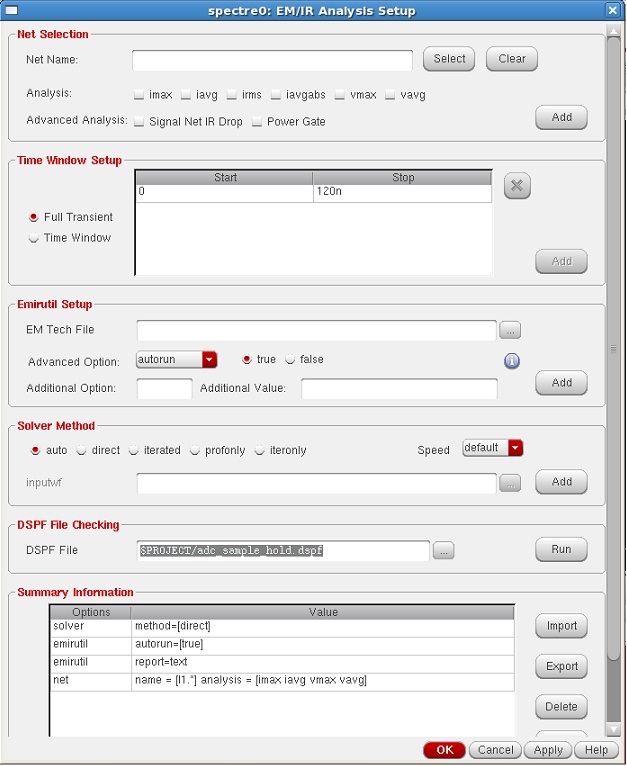 spectre0: EM/IR Analysis Setup
Net Selection
Net Name:
Select
Clear
Analysis: imax iavg irms iavgabs vmax vavg
Advanced Analysis: Signal Net IR Drop Power Gate
Add
Time Window Setup
Start Stop
0 120n
Full Transient
Time Window
Add
Emirutil Setup
EM Tech File ...
Advanced Option: autorun true false
Additional Option: Additional Value: Add
Solver Method
auto direct iterated profonly iteronly Speed default
inputwf ... Add
DSPF File Checking
DSPF File $PROJECT/adc_sample_hold.dspf ... Run
Summary Information
Options Value
solver method=[direct]
emirutil autorun=[true]
emirutil report=text
net name = [I1.*] analysis = [imax iavg vmax vavg]
Import
Export
Delete
OK Cancel Apply Help